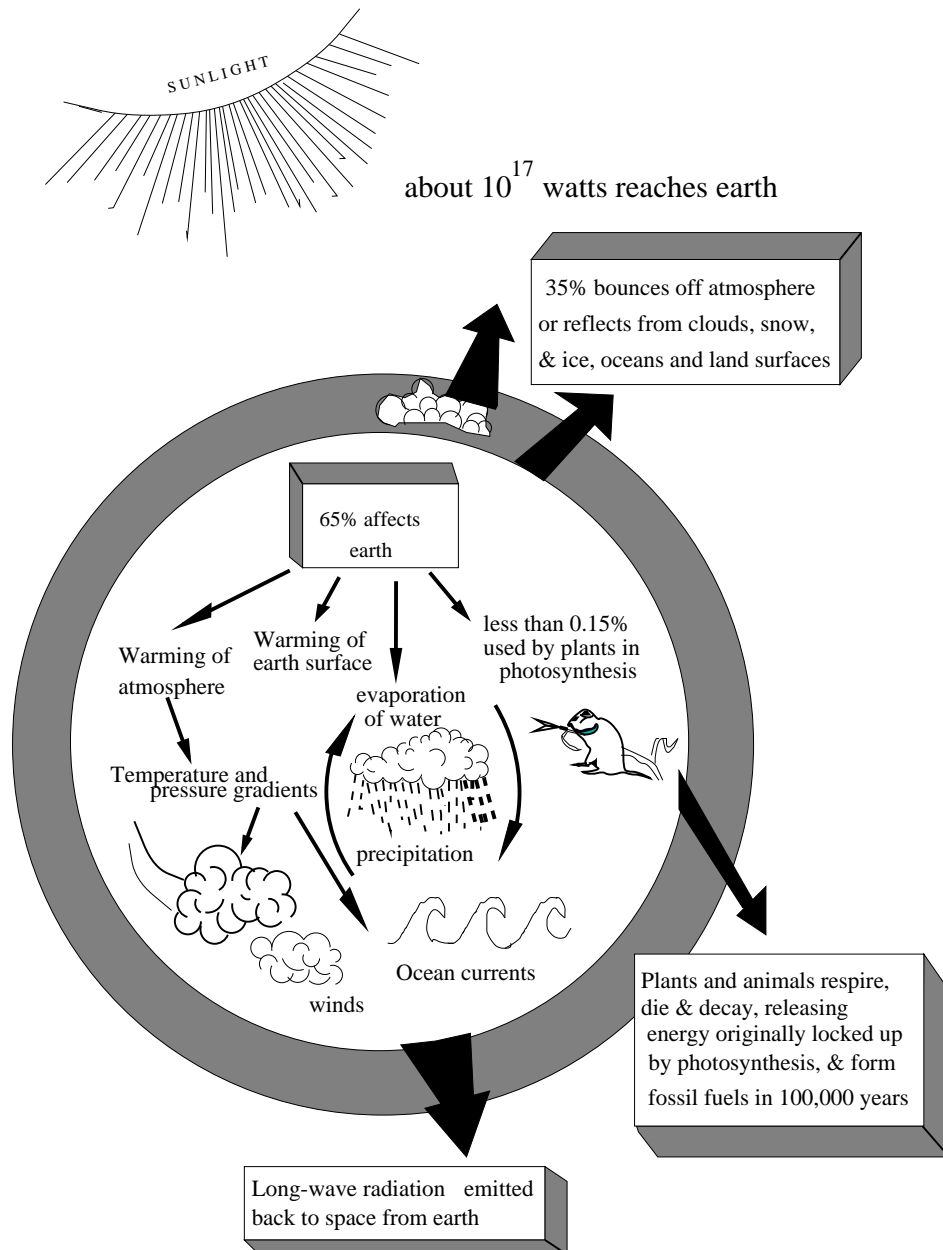 SUNLIGHT
about 10^17 watts reaches earth
35% bounces off atmosphere
or reflects from clouds, snow,
& ice, oceans and land surfaces
65% affects
earth
Warming of
atmosphere
Warming of
earth surface
less than 0.15%
used by plants in
photosynthesis
evaporation
of water
Temperature and
pressure gradients
precipitation
Ocean currents
winds
Plants and animals respire,
die & decay, releasing
energy originally locked up
by photosynthesis, & form
fossil fuels in 100,000 years
Long-wave radiation emitted
back to space from earth